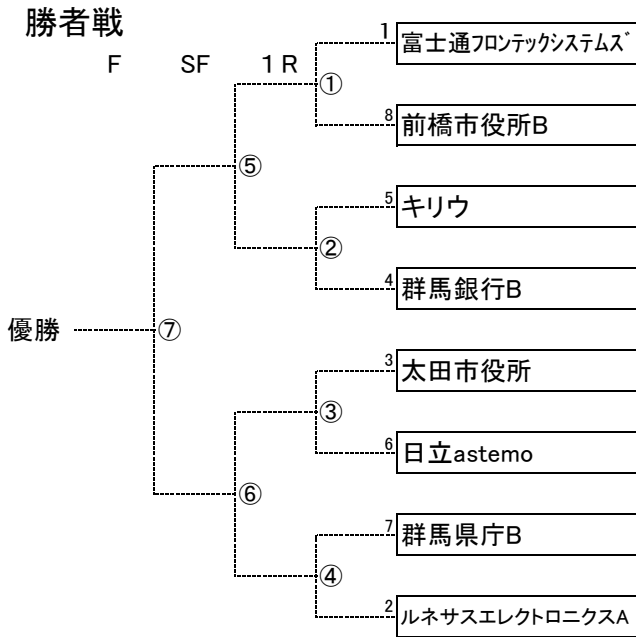 勝者戦
F SF 1R
1 富士通フロンテックシステムズ
①
8 前橋市役所B
⑤
5 キリウ
②
4 群馬銀行B
優勝 ⑦
3 太田市役所
③
6 日立astemo
⑥
7 群馬県庁B
④
2 ルネサスエレクトロニクスA